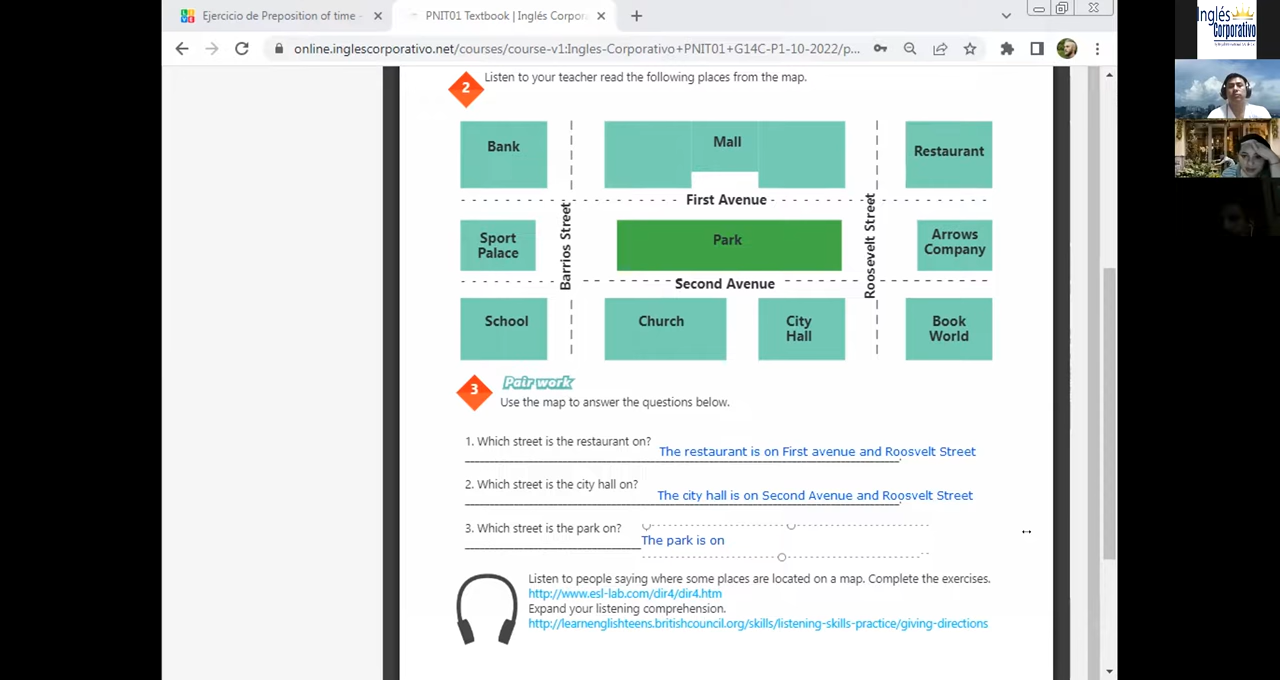 Ejercicio de Preposition of time -
PNIT01 Textbook | Inglés Corpor
online.inglescorporativo.net/courses/course-v1:Ingles-Corporativo+PNIT01+G14C-P1-10-2022/p...
Inglés
Corporativo
2
Listen to your teacher read the following places from the map.
Bank
Mall
Restaurant
First Avenue
Barrios Street
Roosevelt Street
Sport
Palace
Park
Arrows
Company
Second Avenue
School
Church
City
Hall
Book
World
3
Pair work
Use the map to answer the questions below.
1. Which street is the restaurant on?
The restaurant is on First avenue and Roosvelt Street
2. Which street is the city hall on?
The city hall is on Second Avenue and Roosvelt Street
3. Which street is the park on?
The park is on
Listen to people saying where some places are located on a map. Complete the exercises.
http://www.esl-lab.com/dir4/dir4.htm
Expand your listening comprehension.
http://learnenglishteens.britishcouncil.org/skills/listening-skills-practice/giving-directions